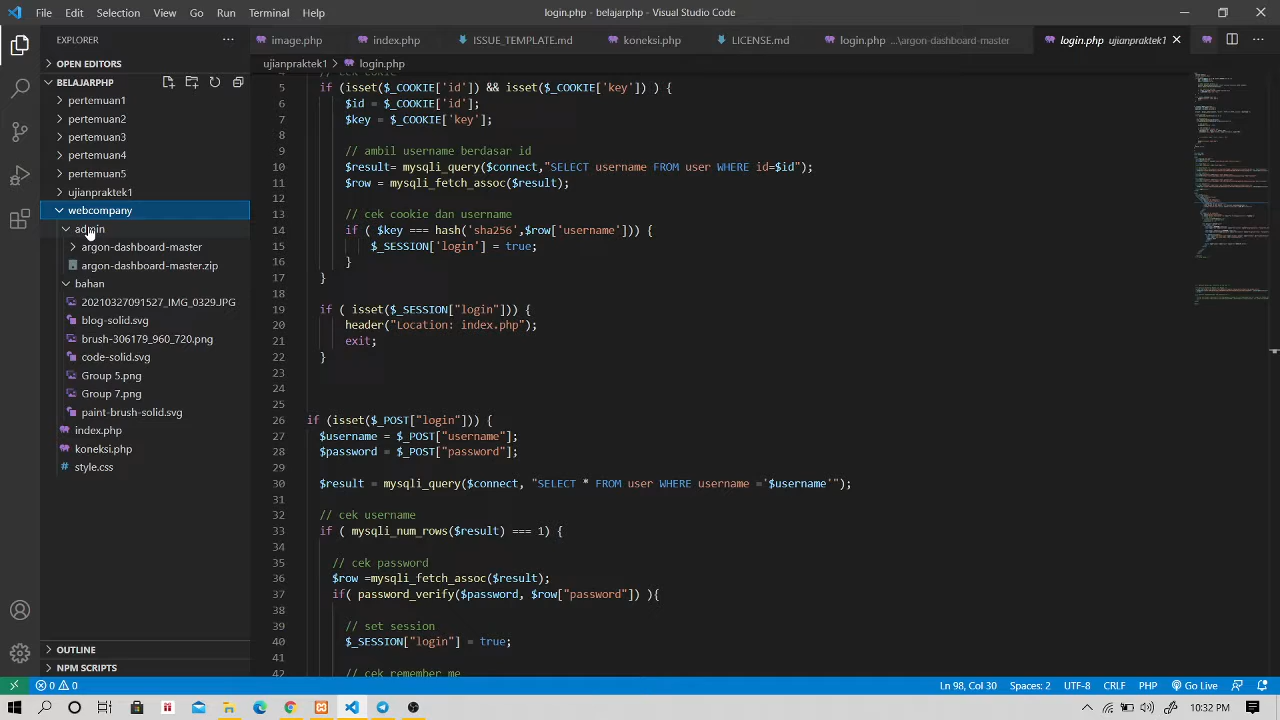 File Edit Selection View Go Run Terminal Help
login.php - belajarphp - Visual Studio Code
EXPLORER
image.php
index.php
ISSUE_TEMPLATE.md
koneksi.php
LICENSE.md
login.php ...\argon-dashboard-master
login.php ujianpraktek1
OPEN EDITORS
ujianpraktek1 > login.php
BELAJARPHP
pertemuan1
pertemuan2
pertemuan3
pertemuan4
pertemuan5
ujianpraktek1
webcompany
argon-dashboard-master
argon-dashboard-master.zip
bahan
20210327091527_IMG_0329.JPG
blog-solid.svg
brush-306179_960_720.png
code-solid.svg
Group 5.png
Group 7.png
paint-brush-solid.svg
index.php
koneksi.php
style.css
OUTLINE
NPM SCRIPTS
5 if (isset($_COOKIE['id']) && isset($_COOKIE['key']) ) {
6 = $_COOKIE['id'];
7 $key = $_COOKIE['key'];
8
9 ambil username berdasarkan id
10 $result= mysqli_query($connect,"SELECT username FROM user WHERE id=$id");
11 $row = mysqli_fetch_assoc($result);
12
13 cek cookie dan username
14 $row['username'])) {
15 _SESSION[
16 }
17 }
18
19 if ( isset($_SESSION["login"]
20 header("Location: index.php");
21 exit;
22 }
23
24
25
26 if (isset($_POST["login"])) {
27 $username = $_POST["username"];
28 $password = $_POST["password"];
29
30 $result = mysqli_query($connect, "SELECT * FROM user WHERE username ='$username'");
31
32 // cek username
33 if ( mysqli_num_rows($result) === 1) {
34
35 // cek password
36 $row =mysqli_fetch_assoc($result);
37 if( password_verify($password, $row["password"]) ){
38
39 // set session
40 $_SESSION["login"] = true;
41
42 // cek remember me
0 0
Ln 98, Col 30 Spaces: 2 UTF-8 CRLF PHP Go Live
10:32 PM